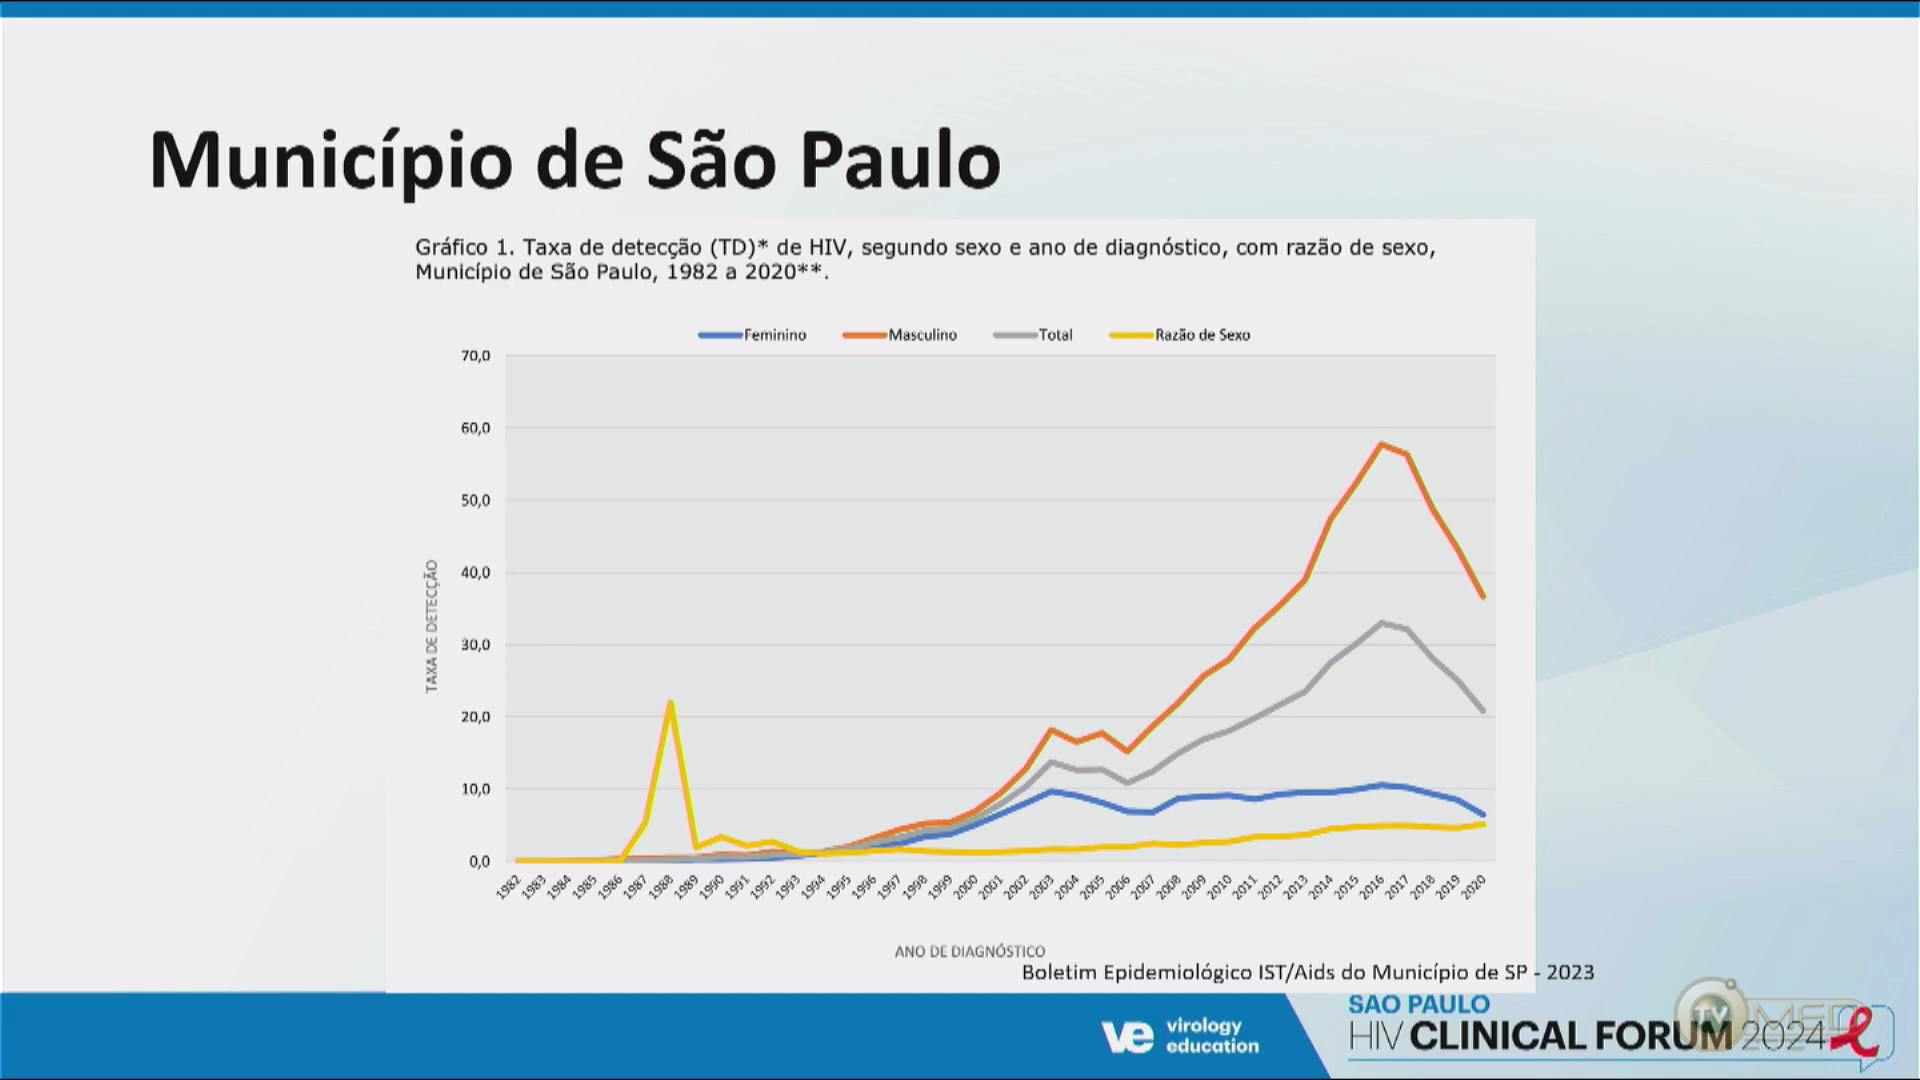 Município de São Paulo
Gráfico 1. Taxa de detecção (TD)* de HIV, segundo sexo e ano de diagnóstico, com razão de sexo,
Município de São Paulo, 1982 a 2020**.
Feminino Masculino Total Razão de Sexo
70,0
60,0
50,0
40,0
30,0
20,0
10,0
0,0
TAXA DE DETECÇÃO
1982 1983 1984 1985 1986 1987 1988 1989 1990 1991 1992 1993 1994 1995 1996 1997 1998 1999 2000 2001 2002 2003 2004 2005 2006 2007 2008 2009 2010 2011 2012 2013 2014 2015 2016 2017 2018 2019 2020
ANO DE DIAGNÓSTICO
Boletim Epidemiológico IST/Aids do Município de SP - 2023
ve virology
education
SAO PAULO
HIV CLINICAL FORUM 2024
TV MED